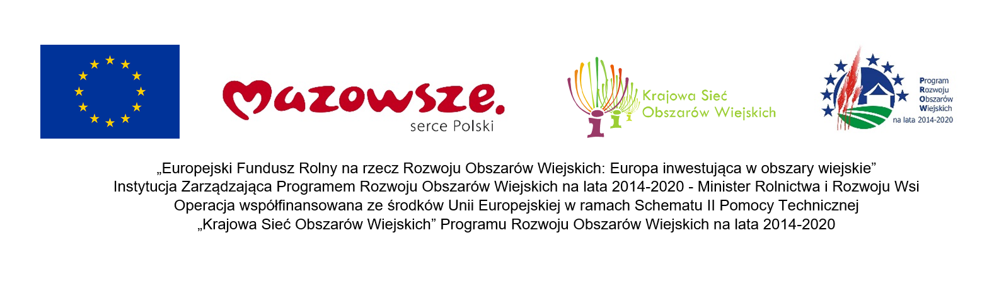 Mazowsze.
serce Polski
Krajowa Sieć
Obszarów Wiejskich
Program
Rozwoju
Obszarów
Wiejskich
na lata 2014-2020
„Europejski Fundusz Rolny na rzecz Rozwoju Obszarów Wiejskich: Europa inwestująca w obszary wiejskie”
Instytucja Zarządzająca Programem Rozwoju Obszarów Wiejskich na lata 2014-2020 - Minister Rolnictwa i Rozwoju Wsi
Operacja współfinansowana ze środków Unii Europejskiej w ramach Schematu II Pomocy Technicznej
„Krajowa Sieć Obszarów Wiejskich” Programu Rozwoju Obszarów Wiejskich na lata 2014-2020